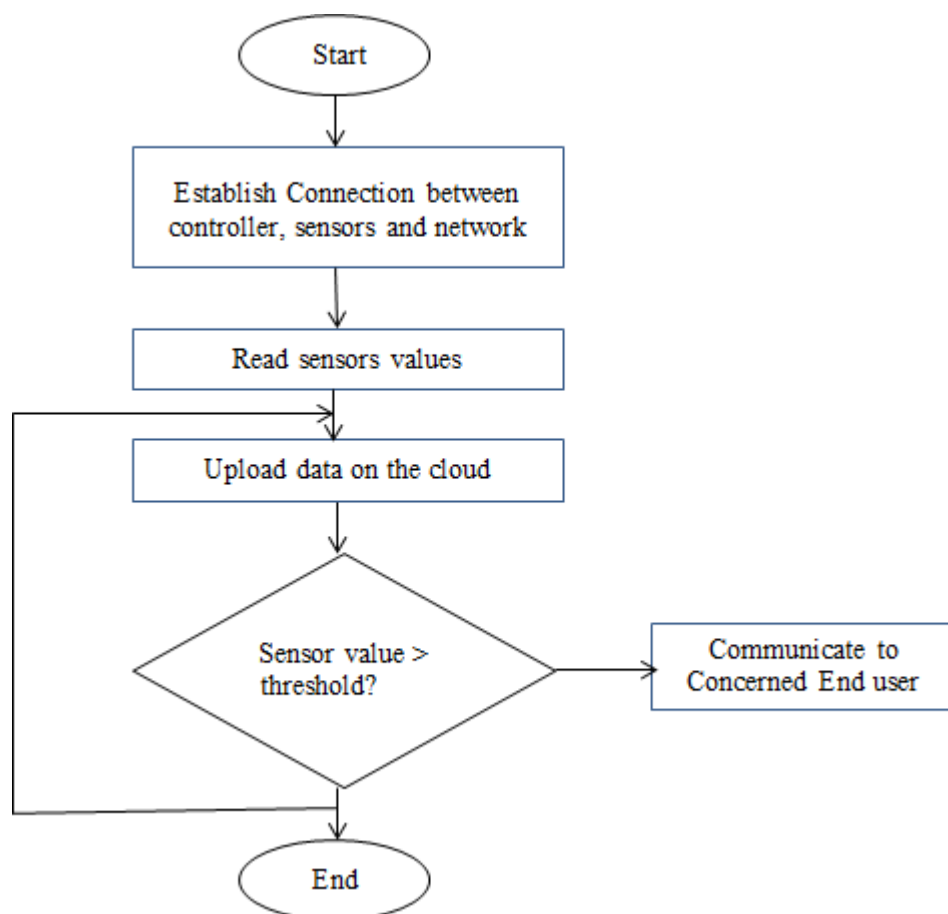 Start
Establish Connection between
controller, sensors and network
Read sensors values
Upload data on the cloud
Sensor value >
threshold?
Communicate to
Concerned End user
End